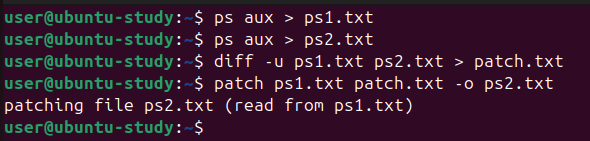 user@ubuntu-study:~$ ps aux > ps1.txt
user@ubuntu-study:~$ ps aux > ps2.txt
user@ubuntu-study:~$ diff -u ps1.txt ps2.txt > patch.txt
user@ubuntu-study:~$ patch ps1.txt patch.txt -o ps2.txt
patching file ps2.txt (read from ps1.txt)
user@ubuntu-study:~$